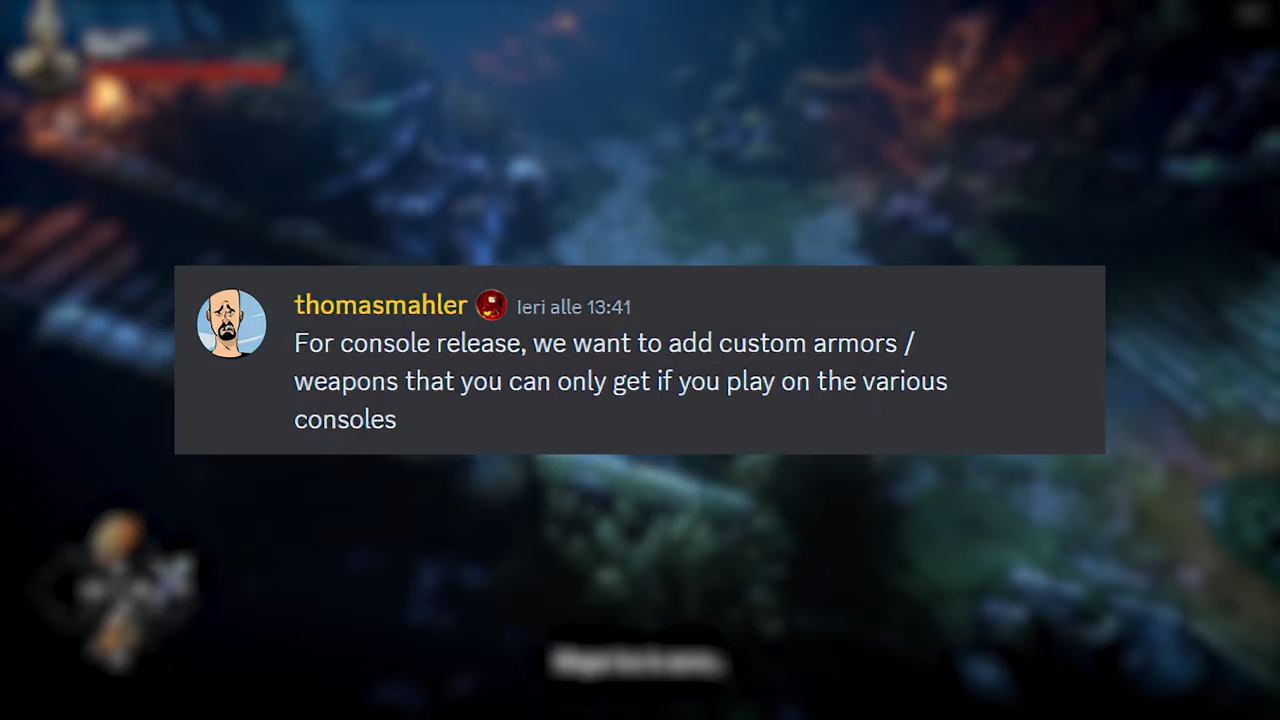 thomasmahler Ieri alle 13:41
For console release, we want to add custom armors /
weapons that you can only get if you play on the various
consoles